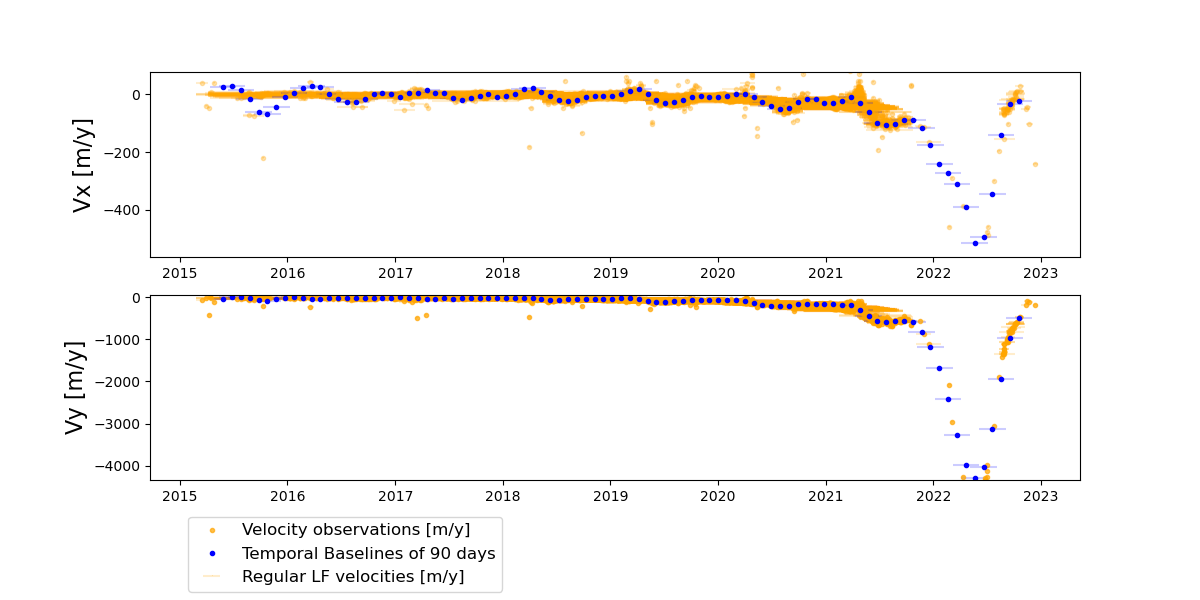 Vx [m/y]
0
−200
−400
2015 2016 2017 2018 2019 2020 2021 2022 2023
Vy [m/y]
0
−1000
−2000
−3000
−4000
2015 2016 2017 2018 2019 2020 2021 2022 2023
Velocity observations [m/y]
Temporal Baselines of 90 days
Regular LF velocities [m/y]